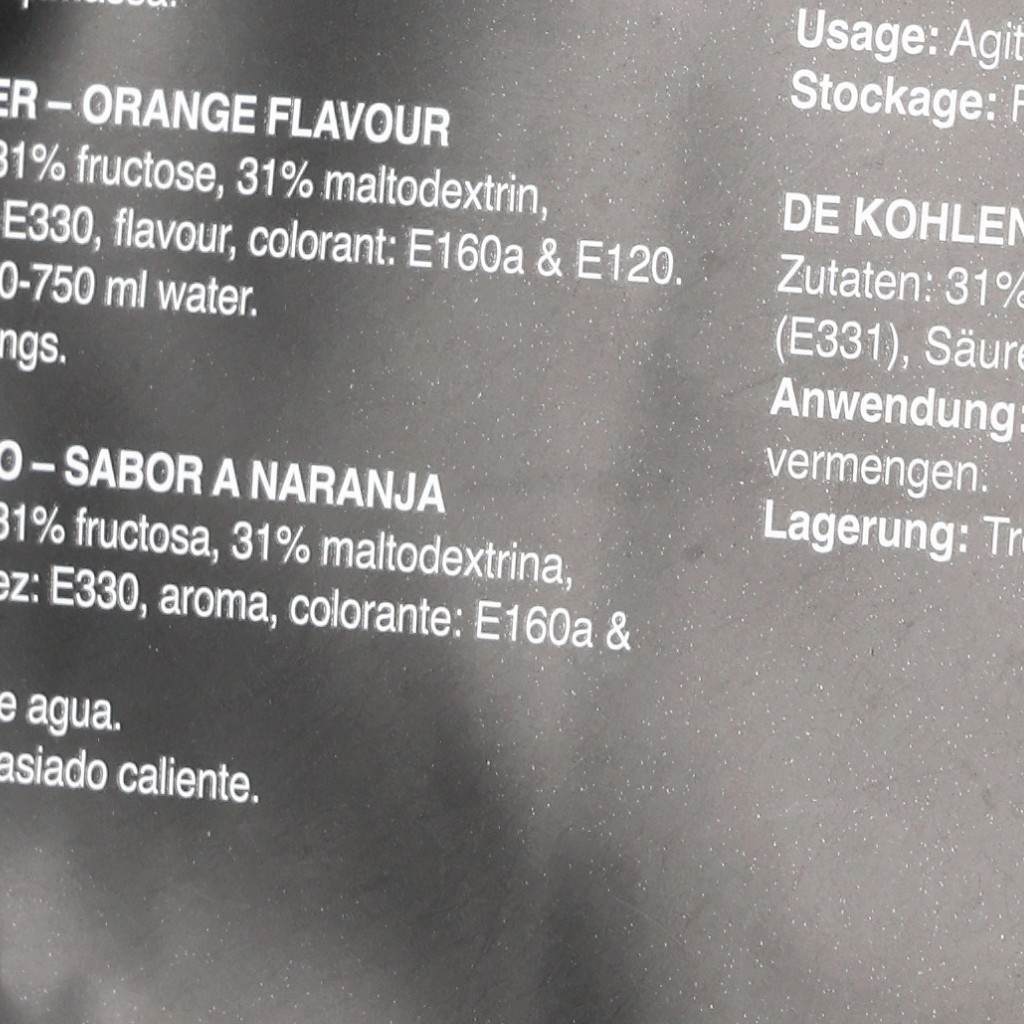 ER – ORANGE FLAVOUR
31% fructose, 31% maltodextrin,
E330, flavour, colorant: E160a & E120.
0-750 ml water.
ngs.
O – SABOR A NARANJA
31% fructosa, 31% maltodextrina,
ez: E330, aroma, colorante: E160a &
e agua.
asiado caliente.
Usage: Agit
Stockage:
DE KOHLEN
Zutaten: 31%
(E331), Säure
Anwendung:
vermengen.
Lagerung: Tro